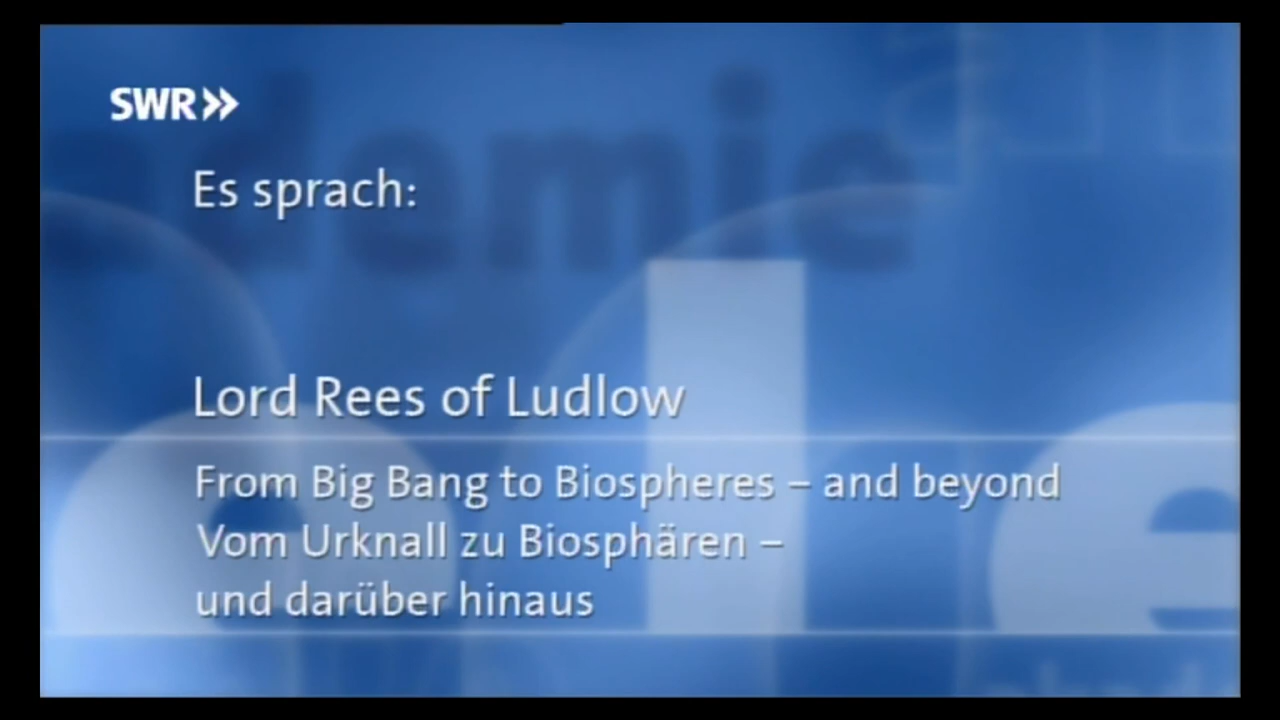 SWR»
Es sprach:
Lord Rees of Ludlow
From Big Bang to Biospheres – and beyond
Vom Urknall zu Biosphären –
und darüber hinaus